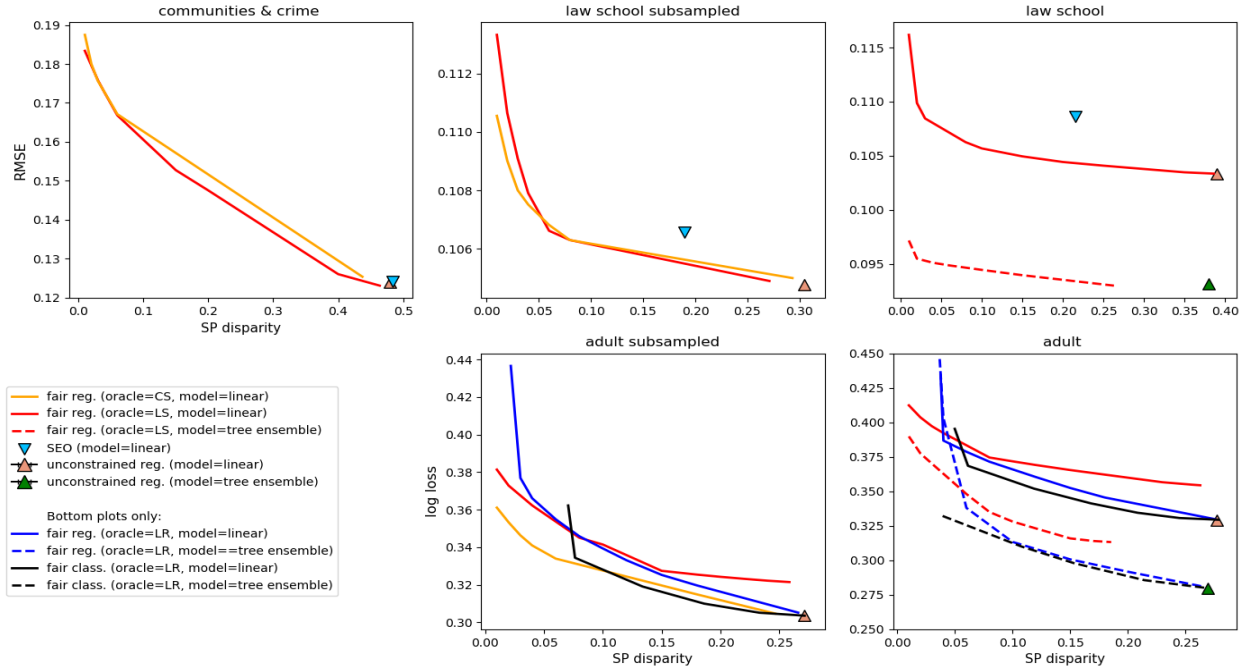 communities & crime
law school subsampled
law school
0.19
0.18
0.17
0.16
0.15
0.14
0.13
0.12
RMSE
0.0 0.1 0.2 0.3 0.4 0.5
SP disparity
0.112
0.110
0.108
0.106
0.00 0.05 0.10 0.15 0.20 0.25 0.30
0.115
0.110
0.105
0.100
0.095
0.00 0.05 0.10 0.15 0.20 0.25 0.30 0.35 0.40
adult subsampled
adult
fair reg. (oracle=CS, model=linear)
fair reg. (oracle=LS, model=linear)
fair reg. (oracle=LS, model=tree ensemble)
SEO (model=linear)
unconstrained reg. (model=linear)
unconstrained reg. (model=tree ensemble)
Bottom plots only:
fair reg. (oracle=LR, model=linear)
fair reg. (oracle=LR, model==tree ensemble)
fair class. (oracle=LR, model=linear)
fair class. (oracle=LR, model=tree ensemble)
0.44
0.42
0.40
0.38
0.36
0.34
0.32
0.30
log loss
0.00 0.05 0.10 0.15 0.20 0.25
SP disparity
0.450
0.425
0.400
0.375
0.350
0.325
0.300
0.275
0.250
0.00 0.05 0.10 0.15 0.20 0.25
SP disparity